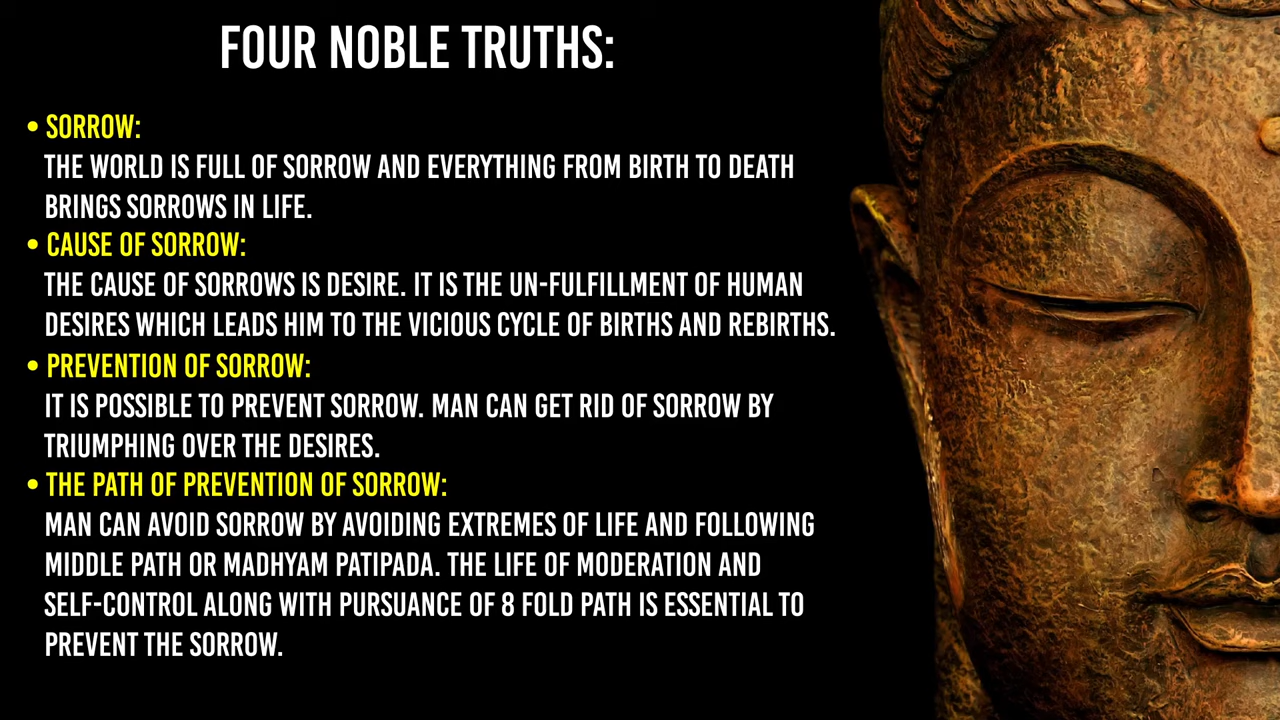 FOUR NOBLE TRUTHS:
• SORROW:
THE WORLD IS FULL OF SORROW AND EVERYTHING FROM BIRTH TO DEATH
BRINGS SORROWS IN LIFE.
• CAUSE OF SORROW:
THE CAUSE OF SORROWS IS DESIRE. IT IS THE UN-FULFILLMENT OF HUMAN
DESIRES WHICH LEADS HIM TO THE VICIOUS CYCLE OF BIRTHS AND REBIRTHS.
• PREVENTION OF SORROW:
IT IS POSSIBLE TO PREVENT SORROW. MAN CAN GET RID OF SORROW BY
TRIUMPHING OVER THE DESIRES.
• THE PATH OF PREVENTION OF SORROW:
MAN CAN AVOID SORROW BY AVOIDING EXTREMES OF LIFE AND FOLLOWING
MIDDLE PATH OR MADHYAM PATIPADA. THE LIFE OF MODERATION AND
SELF-CONTROL ALONG WITH PURSUANCE OF 8 FOLD PATH IS ESSENTIAL TO
PREVENT THE SORROW.